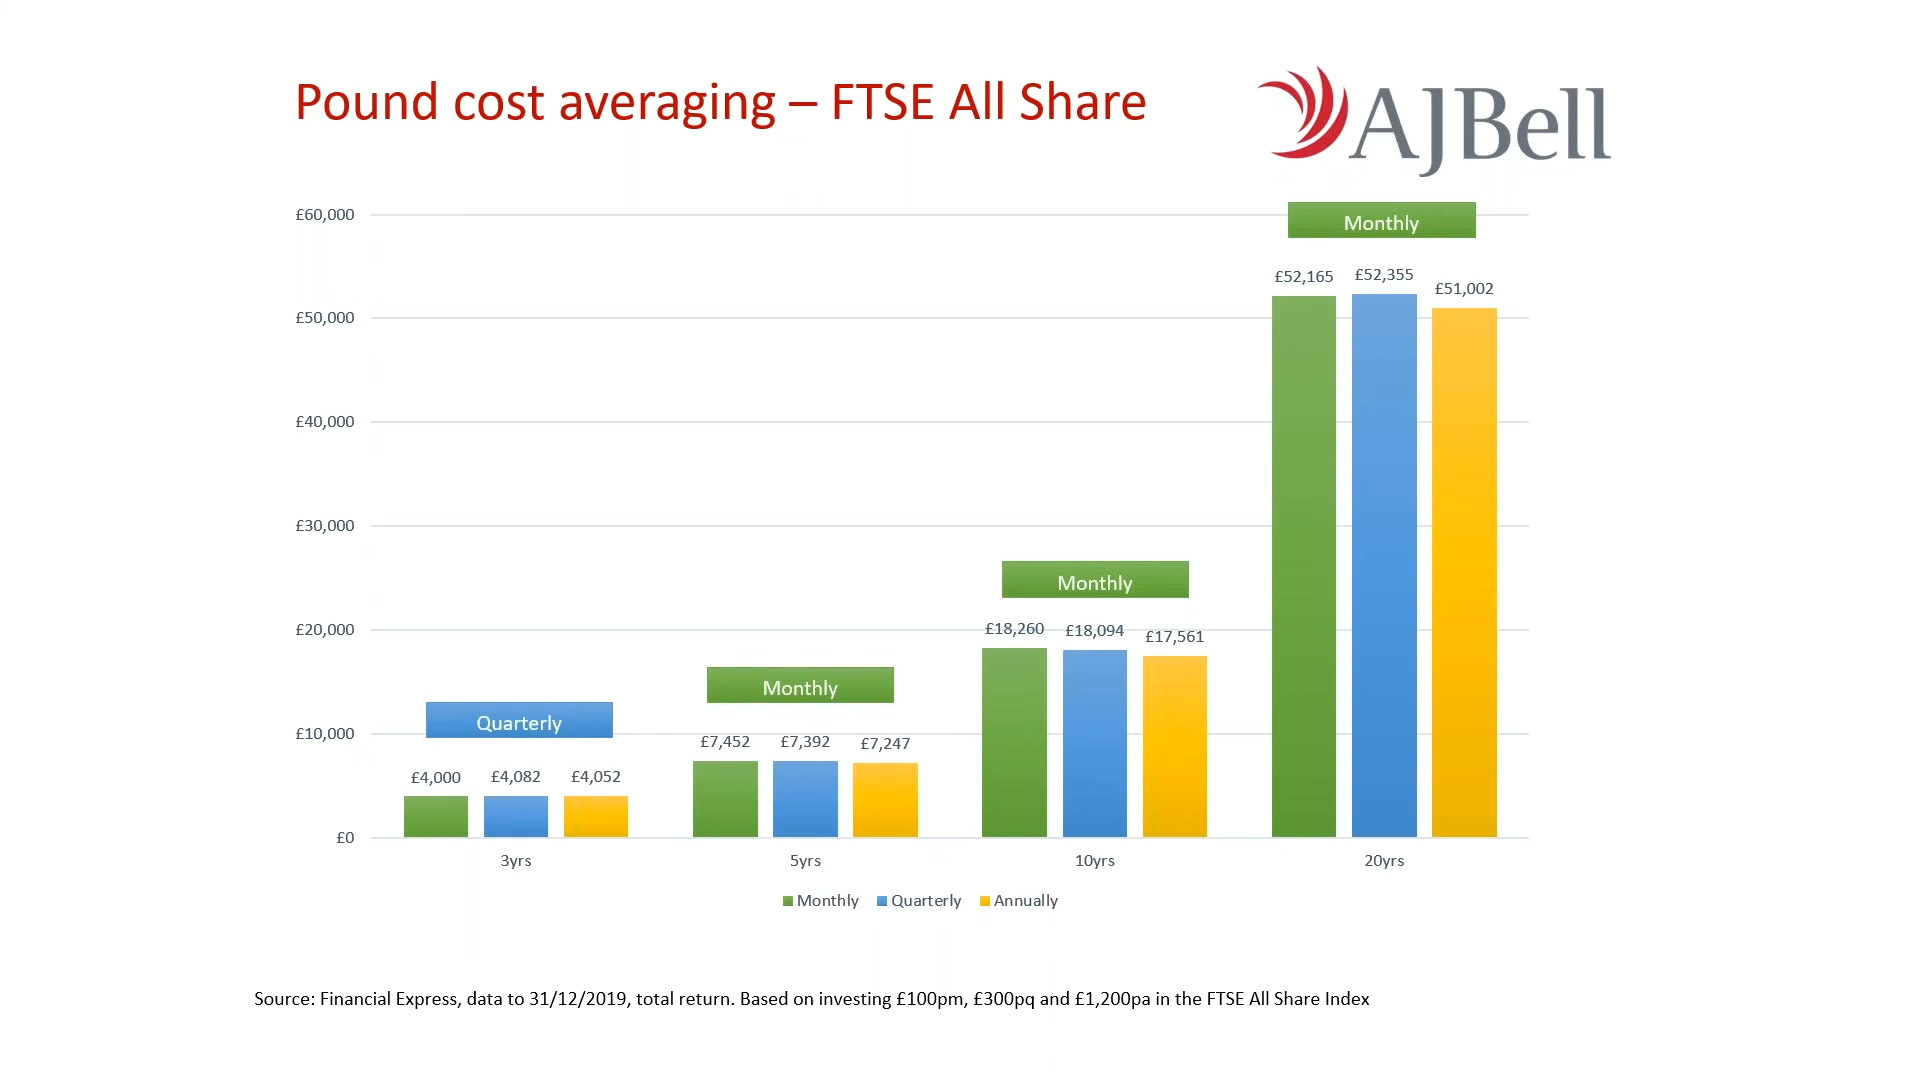 Pound cost averaging – FTSE All Share
AJBell
£60,000
£50,000
£40,000
£30,000
£20,000
£10,000
£0
Quarterly
£4,000 £4,082 £4,052
3yrs
Monthly
£7,452 £7,392 £7,247
5yrs
Monthly
£18,260 £18,094 £17,561
10yrs
Monthly
£52,165 £52,355 £51,002
20yrs
Monthly Quarterly Annually
Source: Financial Express, data to 31/12/2019, total return. Based on investing £100pm, £300pq and £1,200pa in the FTSE All Share Index